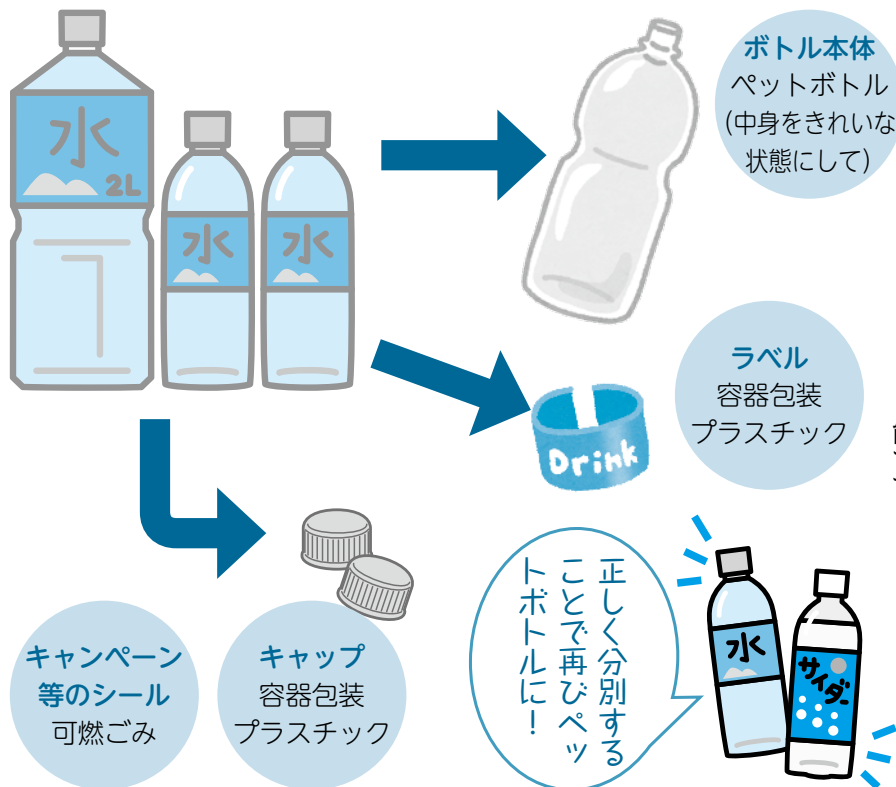 水
2L
水
水
ボトル本体
ペットボトル
(中身をきれいな
状態にして)
ラベル
容器包装
プラスチック
Drink
キャンペーン
等のシール
可燃ごみ
キャップ
容器包装
プラスチック
正しく分別する
ことで再びペッ
トボトルに!
水
サイダー